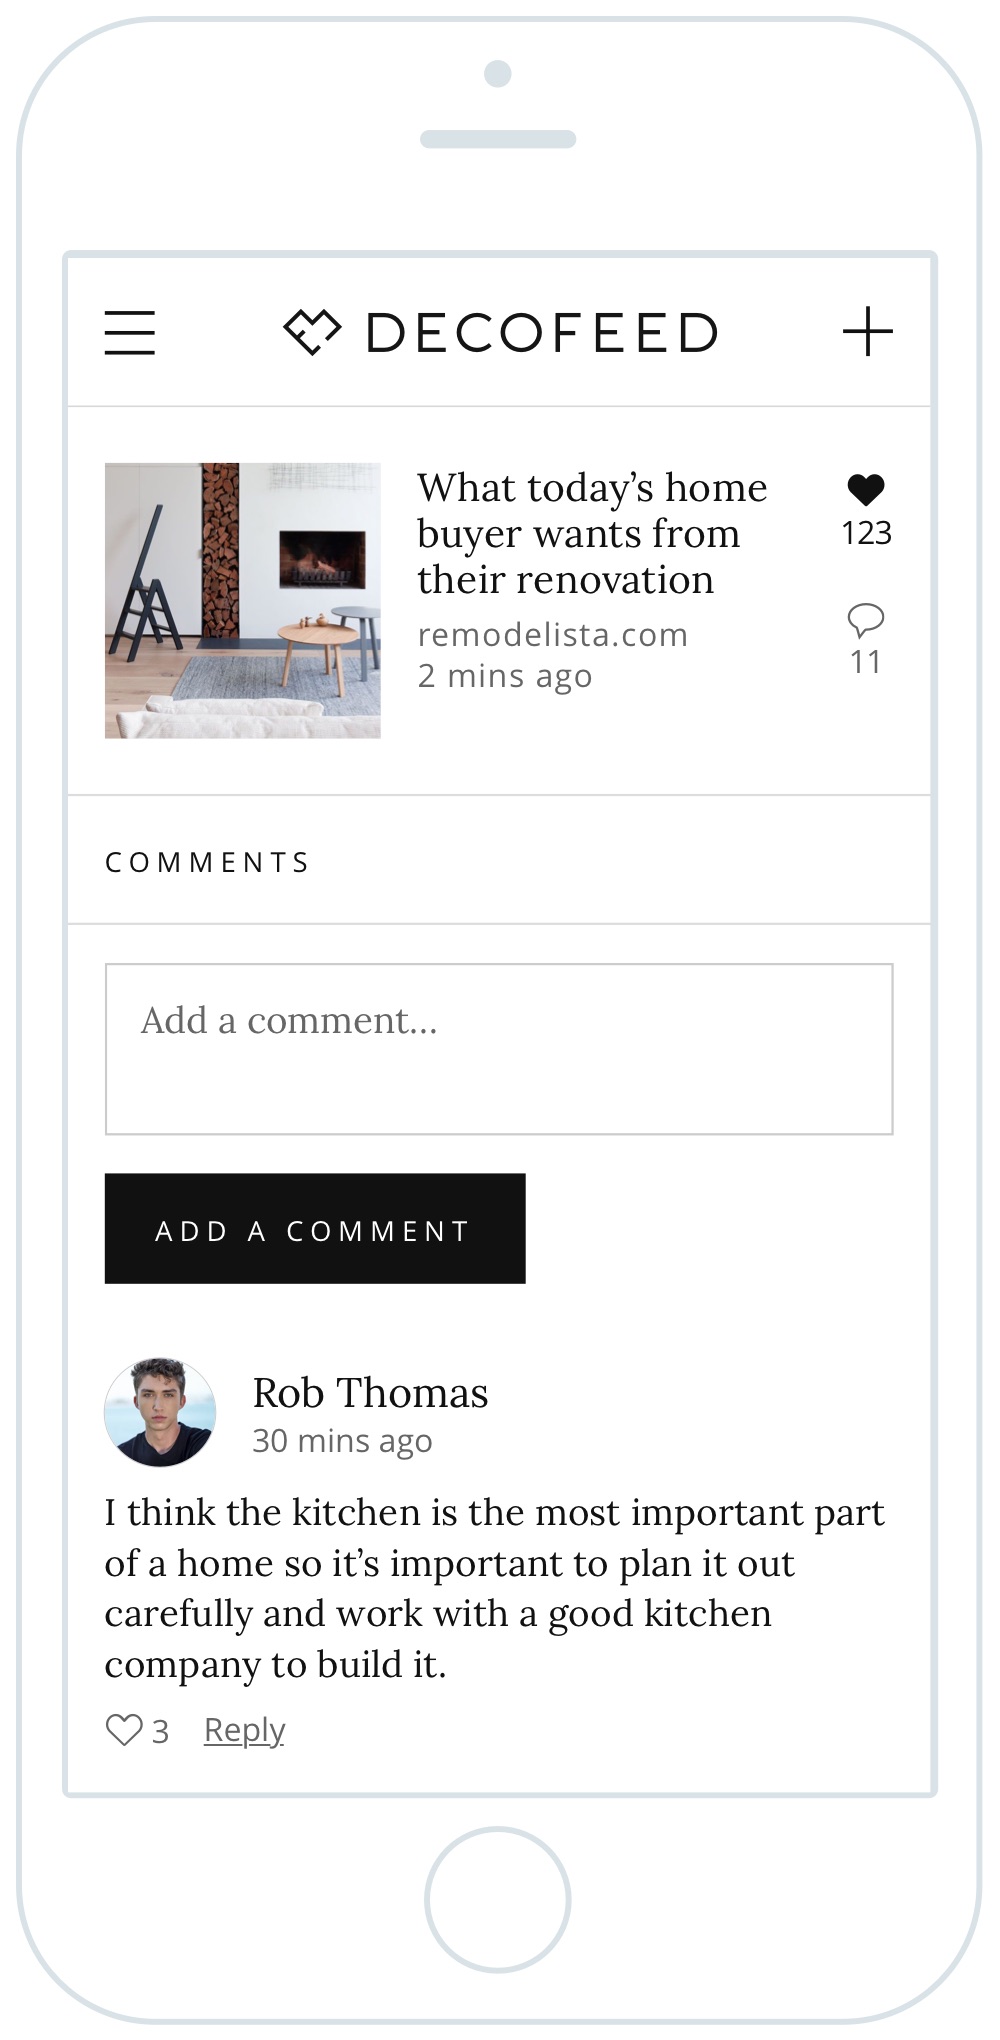 DECOFEED
What today’s home
buyer wants from
their renovation
remodelista.com
2 mins ago
123
11
COMMENTS
Add a comment...
ADD A COMMENT
Rob Thomas
30 mins ago
I think the kitchen is the most important part
of a home so it’s important to plan it out
carefully and work with a good kitchen
company to build it.
3 Reply